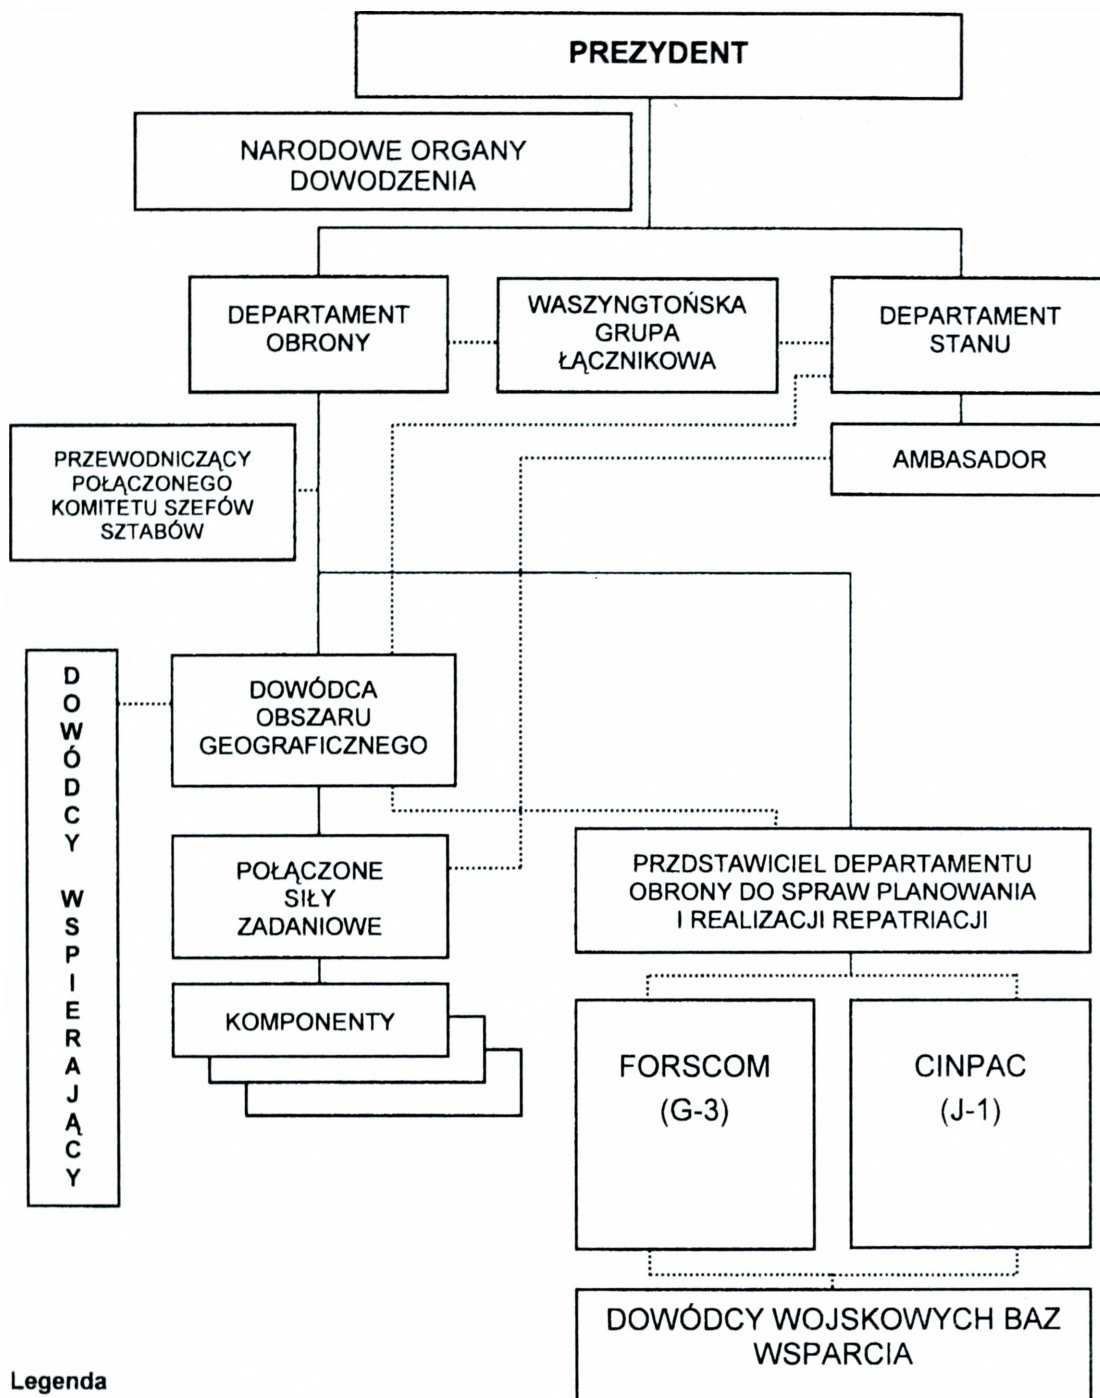 PREZYDENT
NARODOWE ORGANY
DOWODZENIA
DEPARTAMENT
OBRONY
WASZYNGTOŃSKA
GRUPA
ŁĄCZNIKOWA
DEPARTAMENT
STANU
PRZEWODNICZĄCY
POŁĄCZONEGO
KOMITETU SZEFÓW
SZTABÓW
AMBASADOR
DOWÓDCY WSPIERAJĄCY
DOWÓDCA
OBSZARU
GEOGRAFICZNEGO
POŁĄCZONE
SIŁY
ZADANIOWE
PRZDSTAWICIEL DEPARTAMENTU
OBRONY DO SPRAW PLANOWANIA
I REALIZACJI REPATRIACJI
KOMPONENTY
FORSCOM
(G-3)
CINPAC
(J-1)
DOWÓDCY WOJSKOWYCH BAZ
WSPARCIA
Legenda